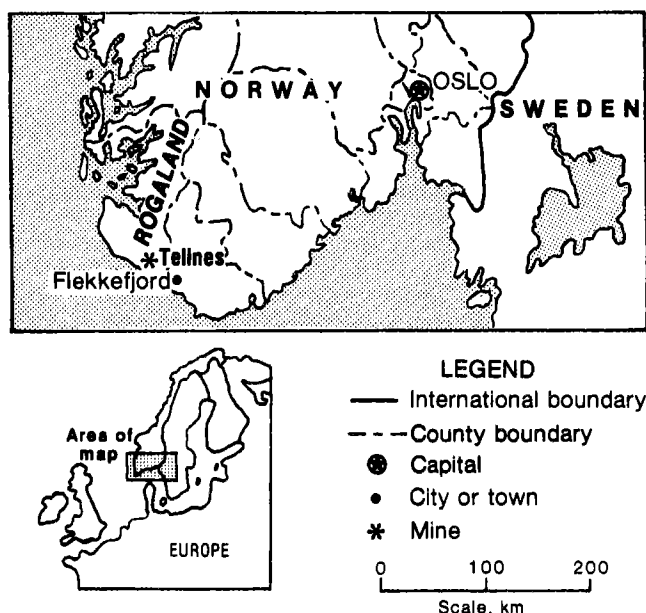 NORWAY
OSLO
SWEDEN
ROGALAND
Tellnes
Flekkefjord
Area of
map
EUROPE
LEGEND
International boundary
County boundary
Capital
City or town
Mine
0 100 200
Scale, km